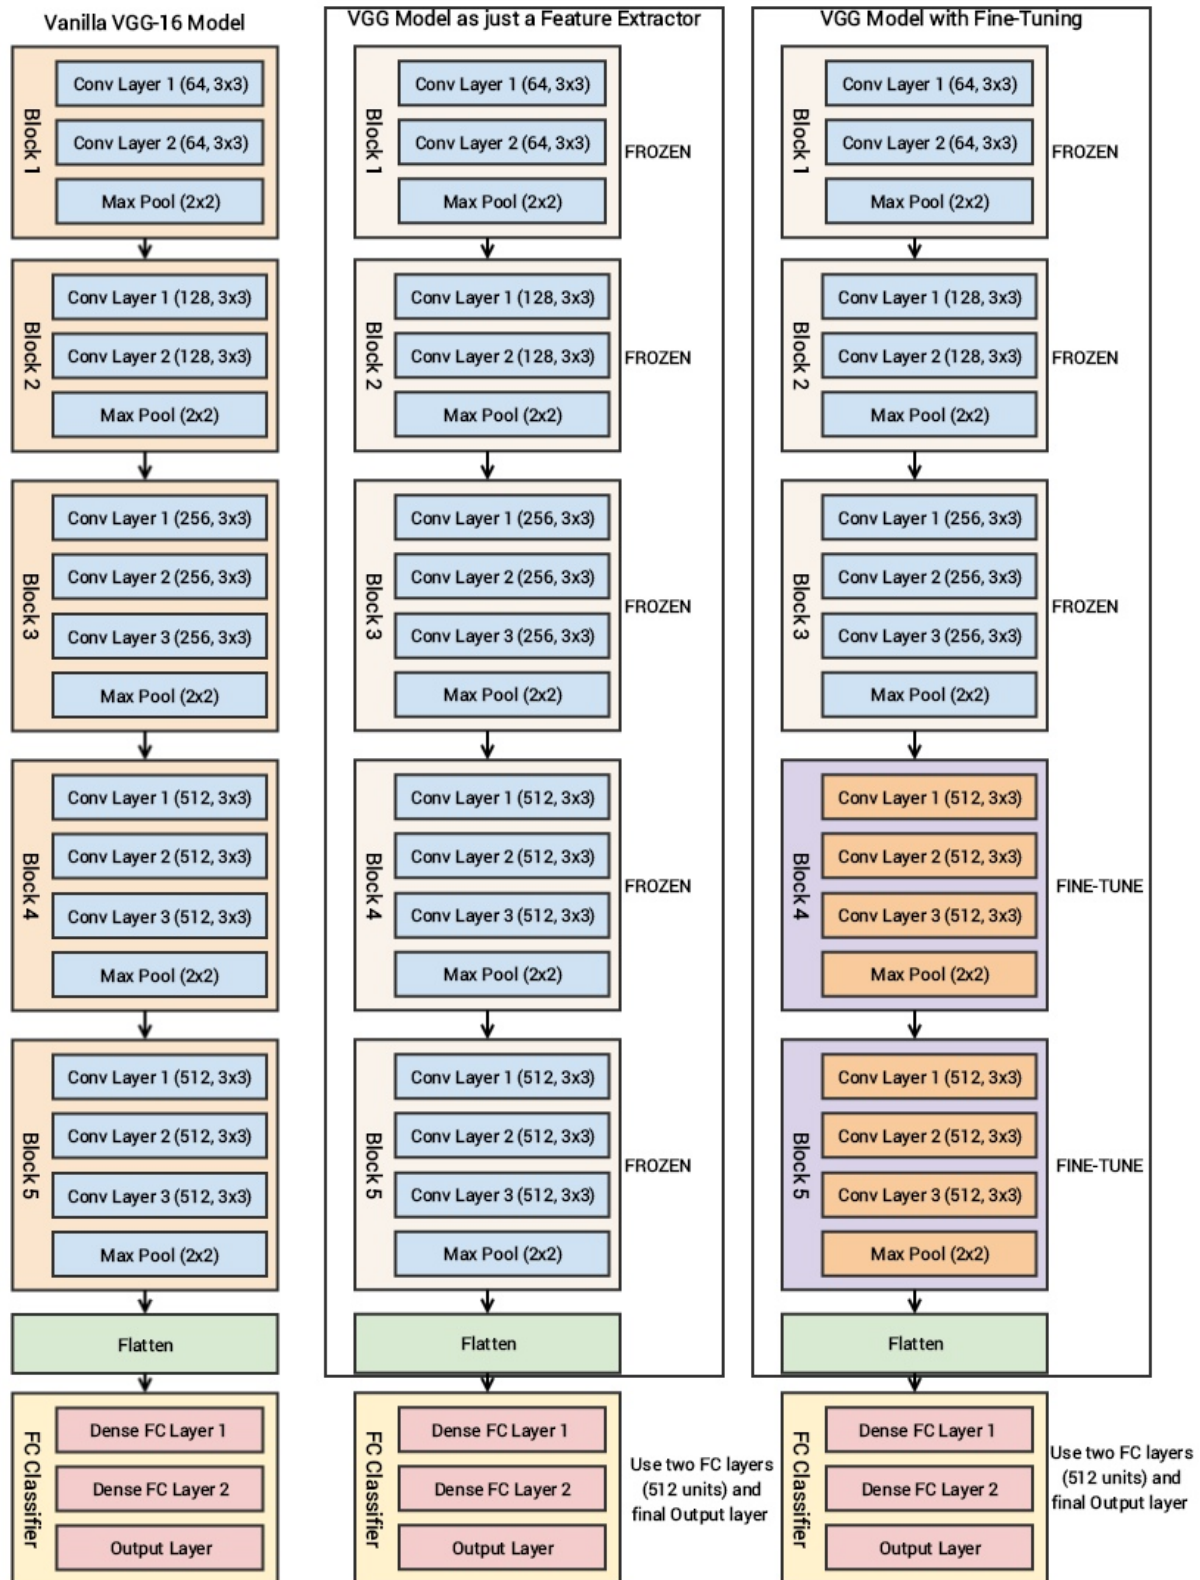 Vanilla VGG-16 Model
Block 1
Conv Layer 1 (64, 3x3)
Conv Layer 2 (64, 3x3)
Max Pool (2x2)
Block 2
Conv Layer 1 (128, 3x3)
Conv Layer 2 (128, 3x3)
Max Pool (2x2)
Block 3
Conv Layer 1 (256, 3x3)
Conv Layer 2 (256, 3x3)
Conv Layer 3 (256, 3x3)
Max Pool (2x2)
Block 4
Conv Layer 1 (512, 3x3)
Conv Layer 2 (512, 3x3)
Conv Layer 3 (512, 3x3)
Max Pool (2x2)
Block 5
Conv Layer 1 (512, 3x3)
Conv Layer 2 (512, 3x3)
Conv Layer 3 (512, 3x3)
Max Pool (2x2)
Flatten
FC Classifier
Dense FC Layer 1
Dense FC Layer 2
Output Layer
VGG Model as just a Feature Extractor
Block 1
Conv Layer 1 (64, 3x3)
Conv Layer 2 (64, 3x3)
Max Pool (2x2)
FROZEN
Block 2
Conv Layer 1 (128, 3x3)
Conv Layer 2 (128, 3x3)
Max Pool (2x2)
FROZEN
Block 3
Conv Layer 1 (256, 3x3)
Conv Layer 2 (256, 3x3)
Conv Layer 3 (256, 3x3)
Max Pool (2x2)
FROZEN
Block 4
Conv Layer 1 (512, 3x3)
Conv Layer 2 (512, 3x3)
Conv Layer 3 (512, 3x3)
Max Pool (2x2)
FROZEN
Block 5
Conv Layer 1 (512, 3x3)
Conv Layer 2 (512, 3x3)
Conv Layer 3 (512, 3x3)
Max Pool (2x2)
FROZEN
Flatten
FC Classifier
Dense FC Layer 1
Dense FC Layer 2
Output Layer
Use two FC layers
(512 units) and
final Output layer
VGG Model with Fine-Tuning
Block 1
Conv Layer 1 (64, 3x3)
Conv Layer 2 (64, 3x3)
Max Pool (2x2)
FROZEN
Block 2
Conv Layer 1 (128, 3x3)
Conv Layer 2 (128, 3x3)
Max Pool (2x2)
FROZEN
Block 3
Conv Layer 1 (256, 3x3)
Conv Layer 2 (256, 3x3)
Conv Layer 3 (256, 3x3)
Max Pool (2x2)
FROZEN
Block 4
Conv Layer 1 (512, 3x3)
Conv Layer 2 (512, 3x3)
Conv Layer 3 (512, 3x3)
Max Pool (2x2)
FINE-TUNE
Block 5
Conv Layer 1 (512, 3x3)
Conv Layer 2 (512, 3x3)
Conv Layer 3 (512, 3x3)
Max Pool (2x2)
FINE-TUNE
Flatten
FC Classifier
Dense FC Layer 1
Dense FC Layer 2
Output Layer
Use two FC layers
(512 units) and
final Output layer